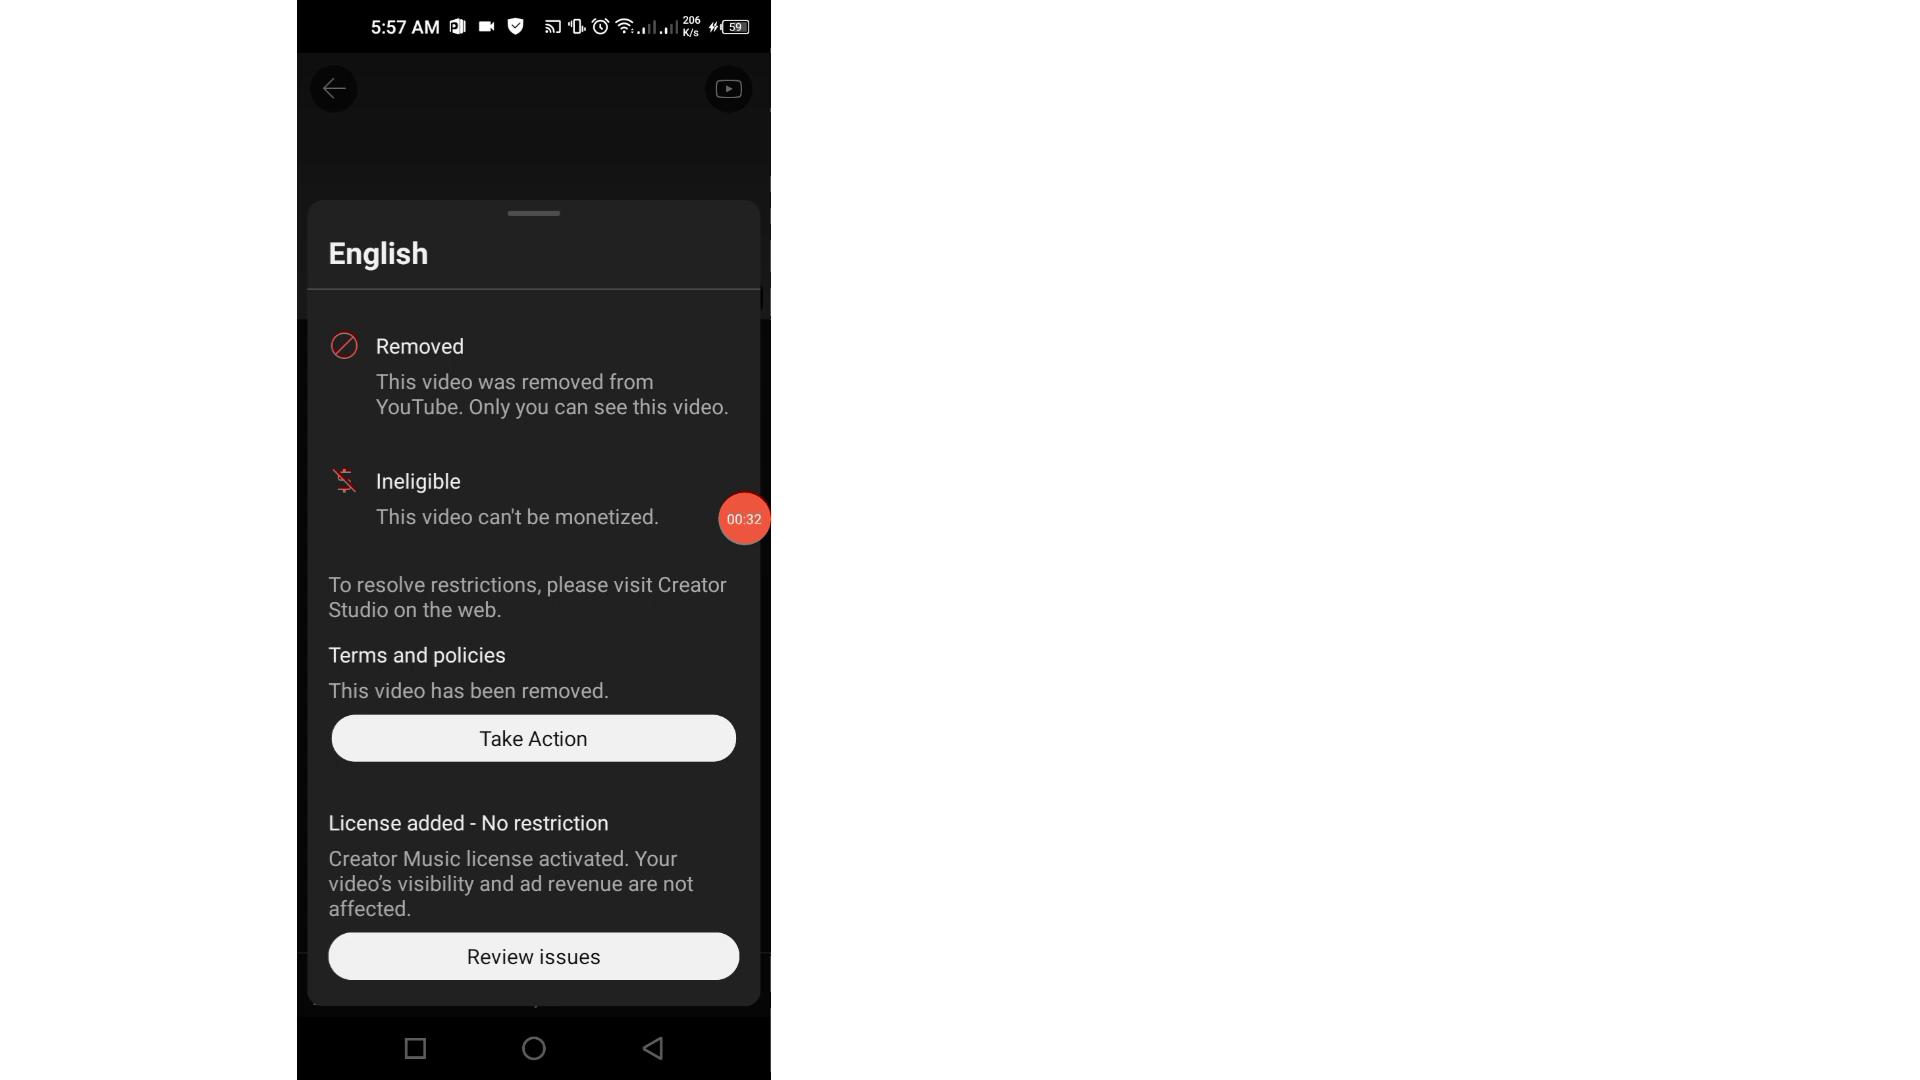 5:57 AM
206
K/s
59
English
Removed
This video was removed from
YouTube. Only you can see this video.
Ineligible
This video can't be monetized.
00:32
To resolve restrictions, please visit Creator
Studio on the web.
Terms and policies
This video has been removed.
Take Action
License added - No restriction
Creator Music license activated. Your
video’s visibility and ad revenue are not
affected.
Review issues